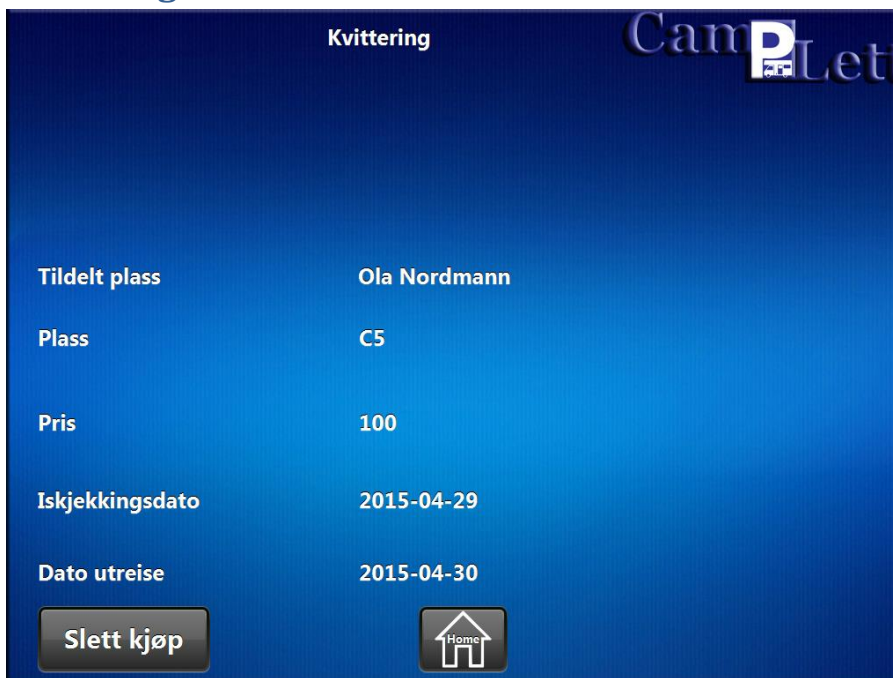 Kvittering
CampLett
Tildelt plass Ola Nordmann
Plass C5
Pris 100
Iskjekkingsdato 2015-04-29
Dato utreise 2015-04-30
Slett kjøp Home